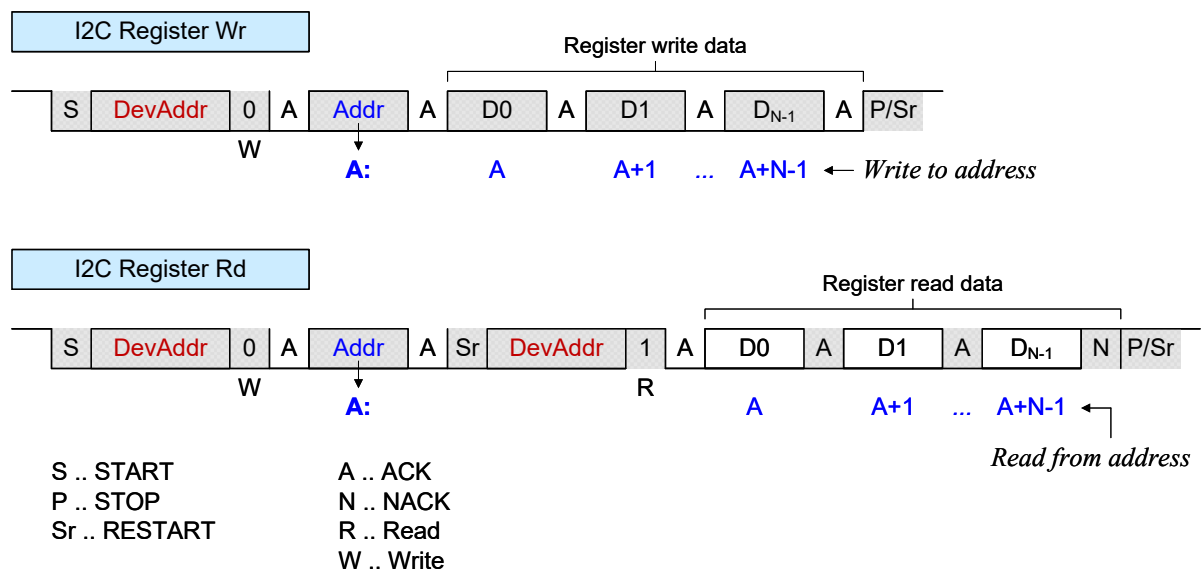 I2C Register Wr
Register write data
S DevAddr 0 A Addr A D0 A D1 A DN-1 A P/Sr
W
A: A A+1 ... A+N-1 Write to address
I2C Register Rd
Register read data
S DevAddr 0 A Addr A Sr DevAddr 1 A D0 A D1 A DN-1 N P/Sr
W R
A: A A+1 ... A+N-1
Read from address
S .. START A .. ACK
P .. STOP N .. NACK
Sr .. RESTART R .. Read
W .. Write